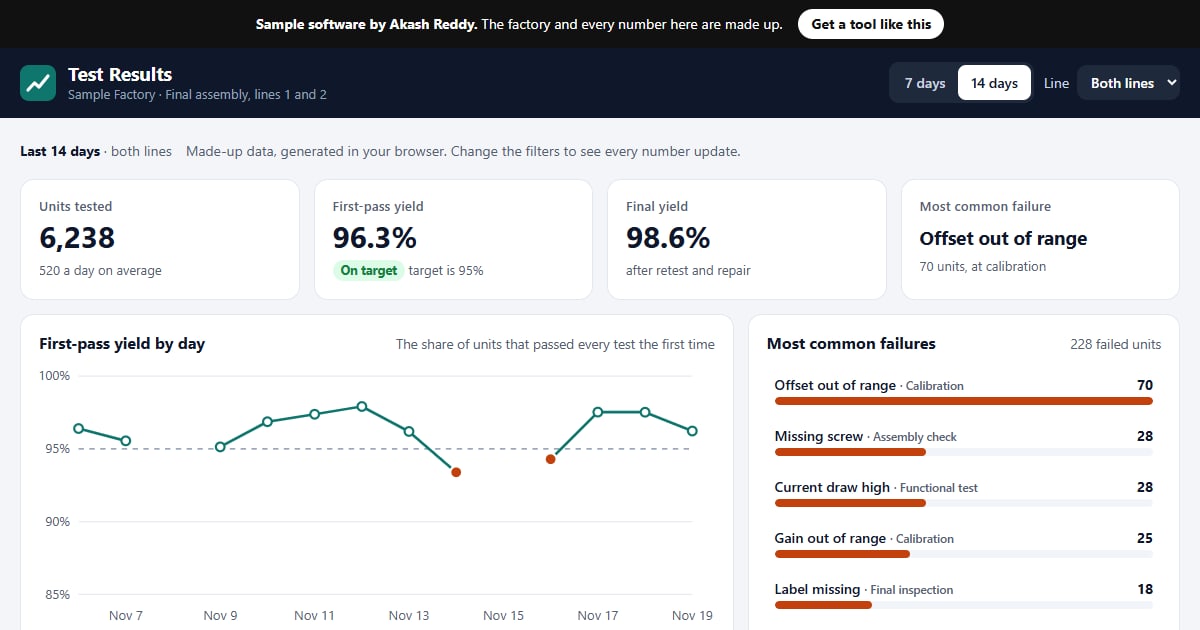 Sample software by Akash Reddy. The factory and every number here are made up. Get a tool like this
Test Results
Sample Factory · Final assembly, lines 1 and 2
7 days 14 days Line Both lines
Last 14 days · both lines Made-up data, generated in your browser. Change the filters to see every number update.
Units tested
6,238
520 a day on average
First-pass yield
96.3%
On target target is 95%
Final yield
98.6%
after retest and repair
Most common failure
Offset out of range
70 units, at calibration
First-pass yield by day The share of units that passed every test the first time
100%
95%
90%
85%
Nov 7 Nov 9 Nov 11 Nov 13 Nov 15 Nov 17 Nov 19
Most common failures 228 failed units
Offset out of range · Calibration 70
Missing screw · Assembly check 28
Current draw high · Functional test 28
Gain out of range · Calibration 25
Label missing · Final inspection 18